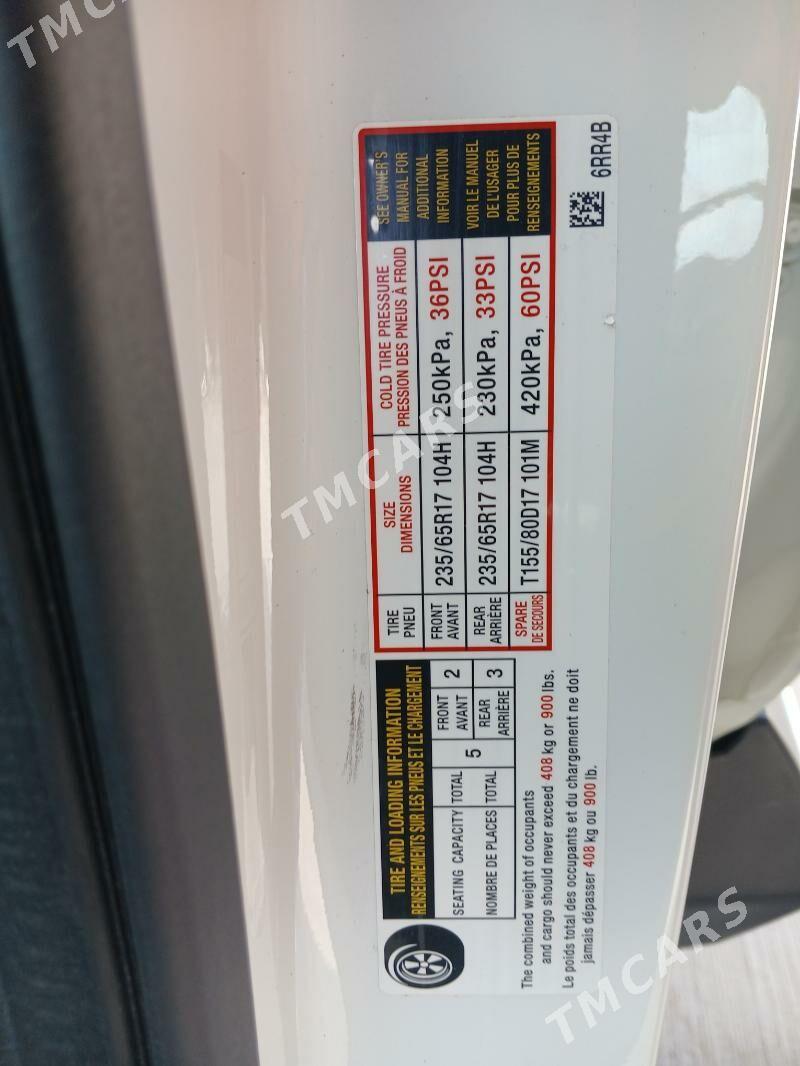 TIRE AND LOADING INFORMATION
RENSEIGNEMENTS SUR LES PNEUS ET LE CHARGEMENT
SEATING CAPACITY TOTAL 5 FRONT AVANT 2
NOMBRE DE PLACES TOTAL REAR ARRIÈRE 3
The combined weight of occupants
and cargo should never exceed 408 kg or 900 lbs.
Le poids total des occupants et du chargement ne doit
jamais dépasser 408 kg ou 900 lb.
TIRE SIZE COLD TIRE PRESSURE
PNEU DIMENSIONS PRESSION DES PNEUS À FROID
FRONT AVANT 235/65R17 104H 250kPa, 36PSI
REAR ARRIÈRE 235/65R17 104H 230kPa, 33PSI
SPARE DE SECOURS T155/80D17 101M 420kPa, 60PSI
SEE OWNER'S
MANUAL FOR
ADDITIONAL
INFORMATION
VOIR LE MANUEL
DE L'USAGER
POUR PLUS DE
RENSEIGNEMENTS
6RR4B
TMCARS
TMCARS
TMC